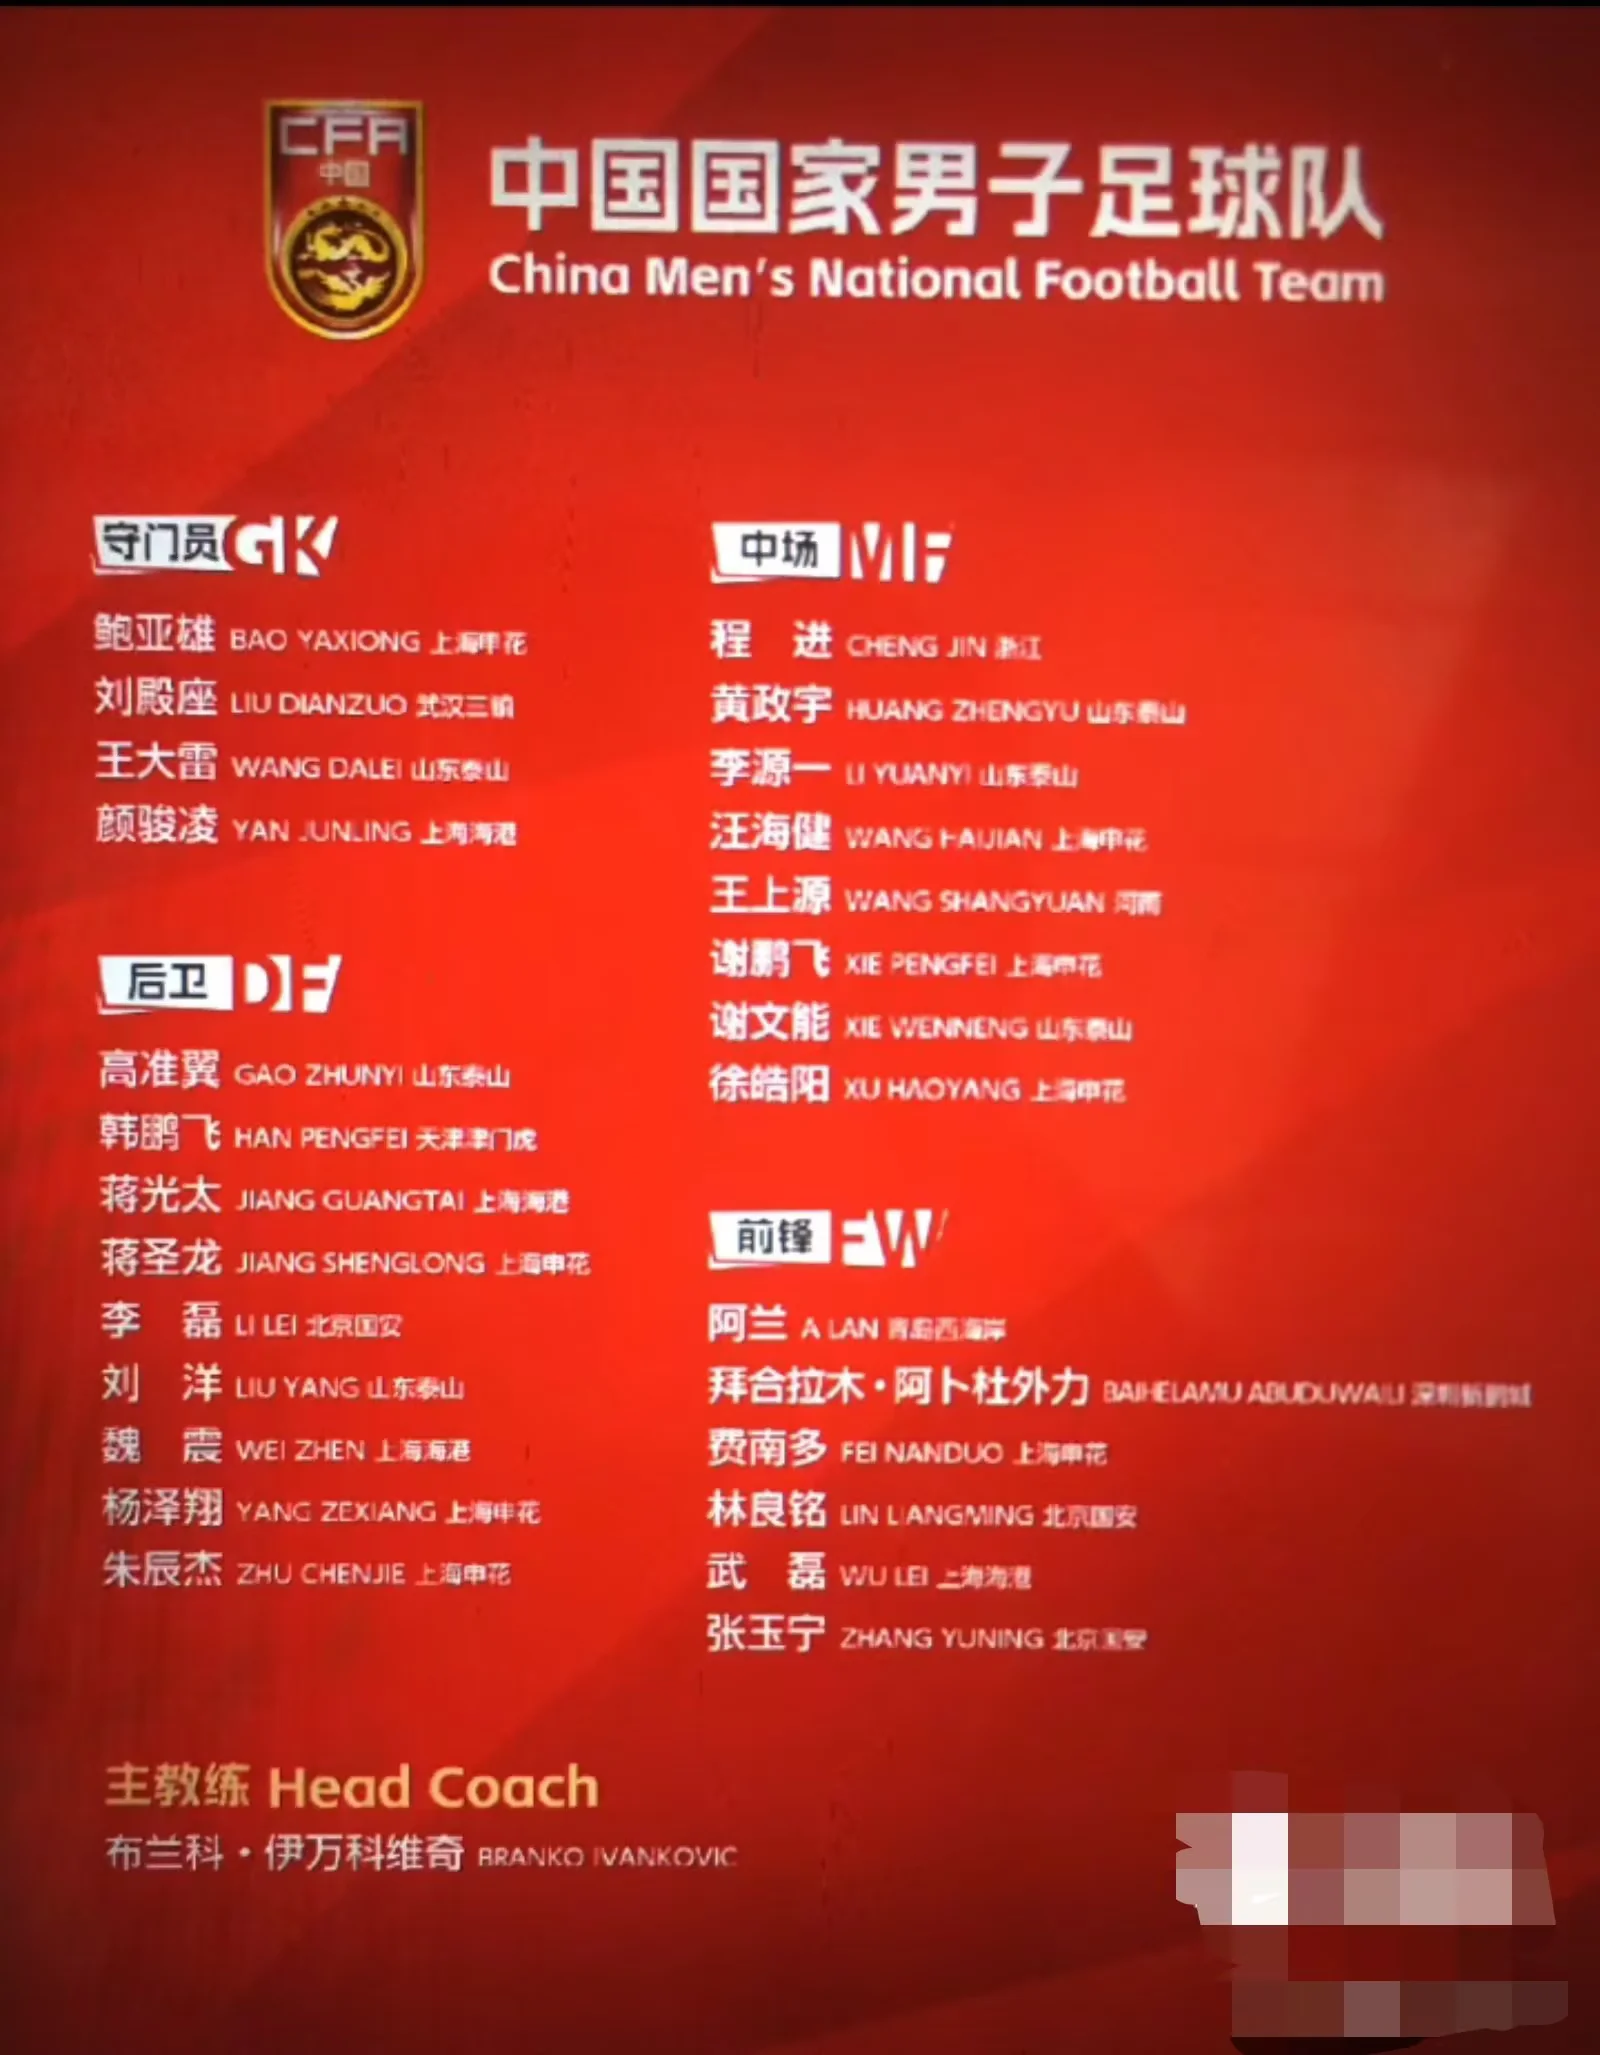 CFA
中国
中国国家男子足球队
China Men's National Football Team
守门员 GK
鲍亚雄 BAO YAXIONG 上海申花
刘殿座 LIU DIANZUO 武汉三镇
王大雷 WANG DALEI 山东泰山
颜骏凌 YAN JUNLING 上海海港
后卫 DF
高准翼 GAO ZHUNYI 山东泰山
韩鹏飞 HAN PENGFEI 天津津门虎
蒋光太 JIANG GUANGTAI 上海海港
蒋圣龙 JIANG SHENGLONG 上海申花
李 磊 LI LEI 北京国安
刘 洋 LIU YANG 山东泰山
魏 震 WEI ZHEN 上海海港
杨泽翔 YANG ZEXIANG 上海申花
朱辰杰 ZHU CHENJIE 上海申花
中场 MF
程 进 CHENG JIN 浙江
黄政宇 HUANG ZHENGYU 山东泰山
李源一 LI YUANYI 山东泰山
汪海健 WANG HAIJIAN 上海申花
王上源 WANG SHANGYUAN 河南
谢鹏飞 XIE PENGFEI 上海申花
谢文能 XIE WENNENG 山东泰山
徐皓阳 XU HAOYANG 上海申花
前锋 FW
阿兰 A LAN 青岛西海岸
拜合拉木·阿卜杜外力 BAIHELAMU ABUDUWAILI 深圳新鹏城
费南多 FEI NANDUO 上海申花
林良铭 LIN LIANGMING 北京国安
武 磊 WU LEI 上海海港
张玉宁 ZHANG YUNING 北京国安
主教练 Head Coach
布兰科·伊万科维奇 BRANKO IVANKOVIC